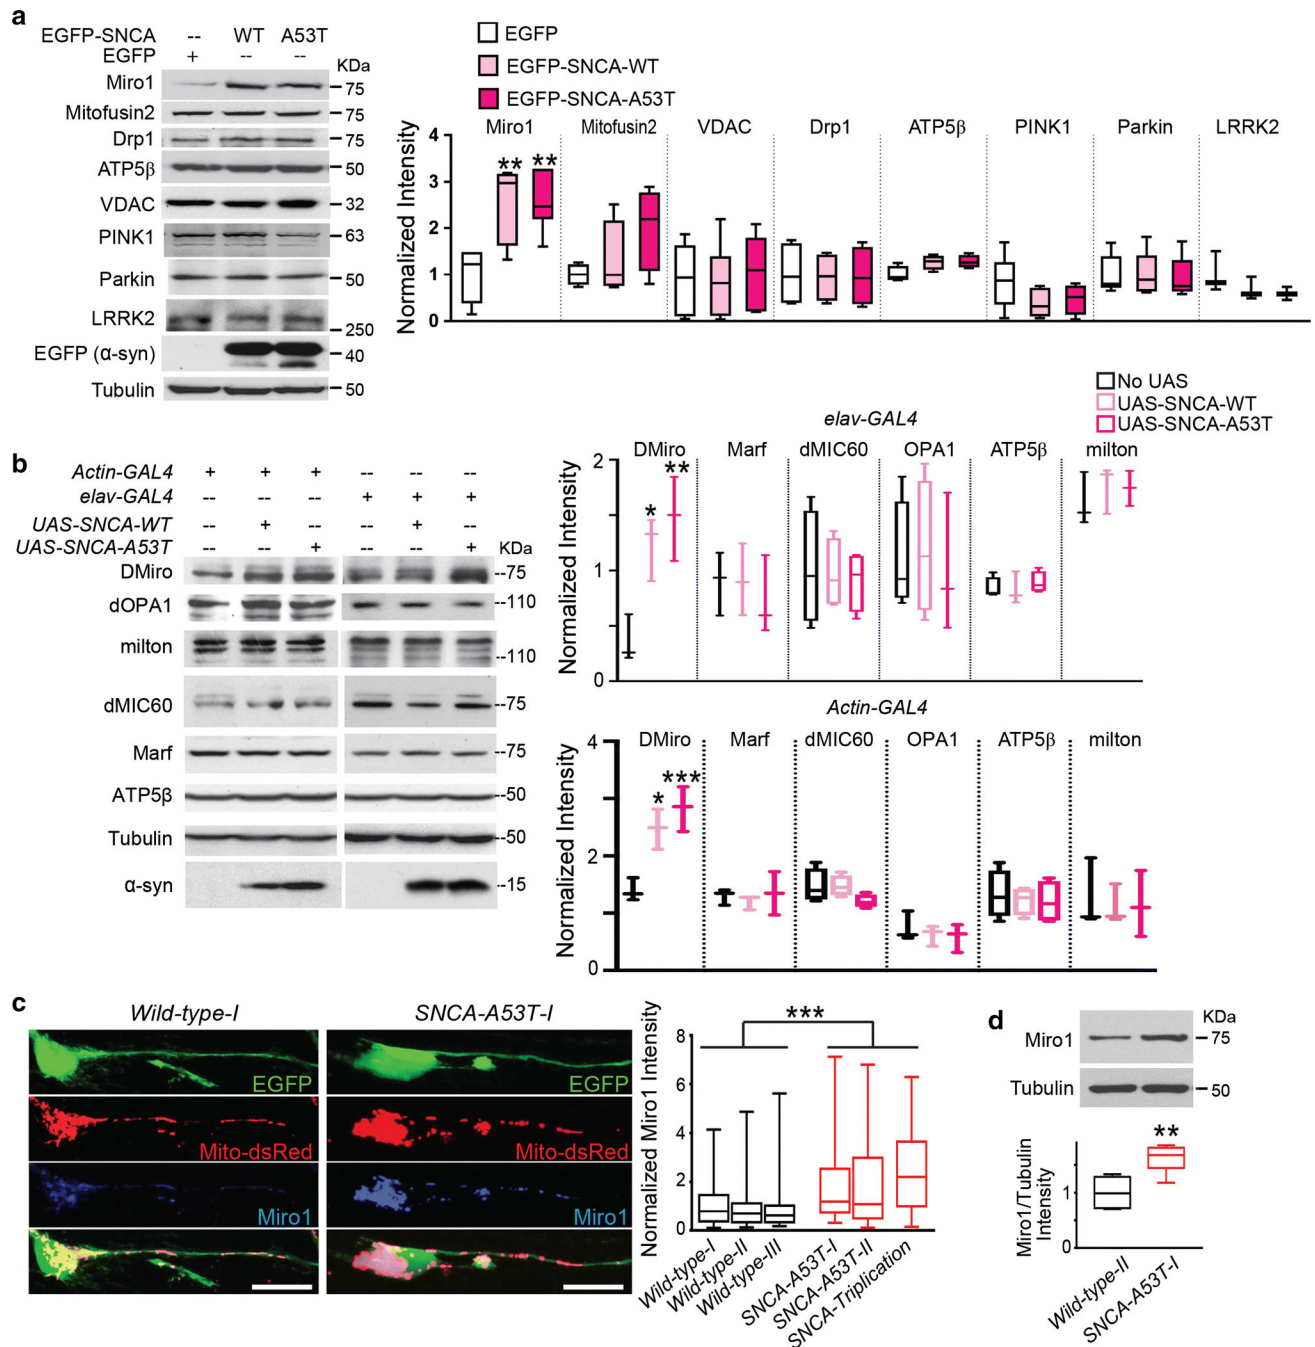 a
EGFP-SNCA -- WT A53T
EGFP + -- --
KDa
Miro1 75
Mitofusin2 75
Drp1 75
ATP5β 50
VDAC 32
PINK1 63
Parkin 50
LRRK2 250
EGFP (α-syn) 40
Tubulin 50
EGFP
EGFP-SNCA-WT
EGFP-SNCA-A53T
Miro1 Mitofusin2 VDAC Drp1 ATP5β PINK1 Parkin LRRK2
Normalized Intensity
4
3
2
1
0
** **
b
Actin-GAL4 + + + -- -- --
elav-GAL4 -- -- -- + + +
UAS-SNCA-WT -- + -- -- + --
UAS-SNCA-A53T -- -- + -- -- +
KDa
DMiro --75
dOPA1 --110
milton --110
dMIC60 --75
Marf --75
ATP5β --50
Tubulin --50
α-syn --15
No UAS
UAS-SNCA-WT
UAS-SNCA-A53T
elav-GAL4
DMiro Marf dMIC60 OPA1 ATP5β milton
Normalized Intensity
2
1
0
* **
Actin-GAL4
DMiro Marf dMIC60 OPA1 ATP5β milton
Normalized Intensity
4
2
0
* ***
c
Wild-type-I SNCA-A53T-I
EGFP EGFP
Mito-dsRed Mito-dsRed
Miro1 Miro1
Normalized Miro1 Intensity
8
6
4
2
0
***
Wild-type-I
Wild-type-II
Wild-type-III
SNCA-A53T-I
SNCA-A53T-II
SNCA-Triplication
d
KDa
Miro1 75
Tubulin 50
Miro1/Tubulin
Intensity
1
0
**
Wild-type-II
SNCA-A53T-I